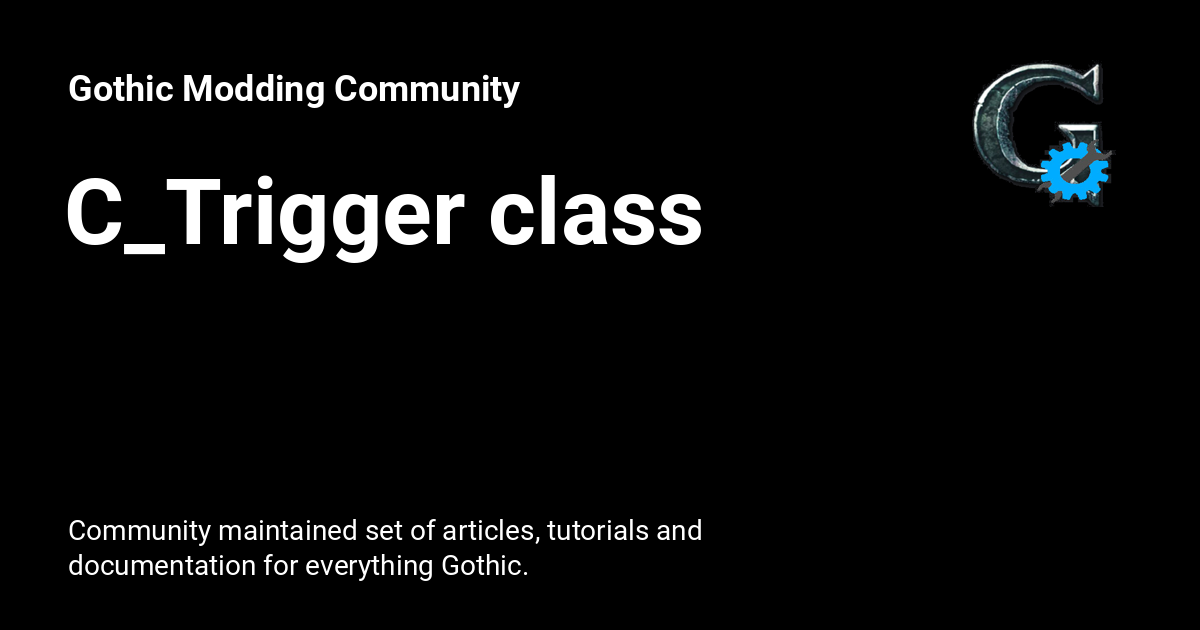 Gothic Modding Community
C_Trigger class
Community maintained set of articles, tutorials and
documentation for everything Gothic.